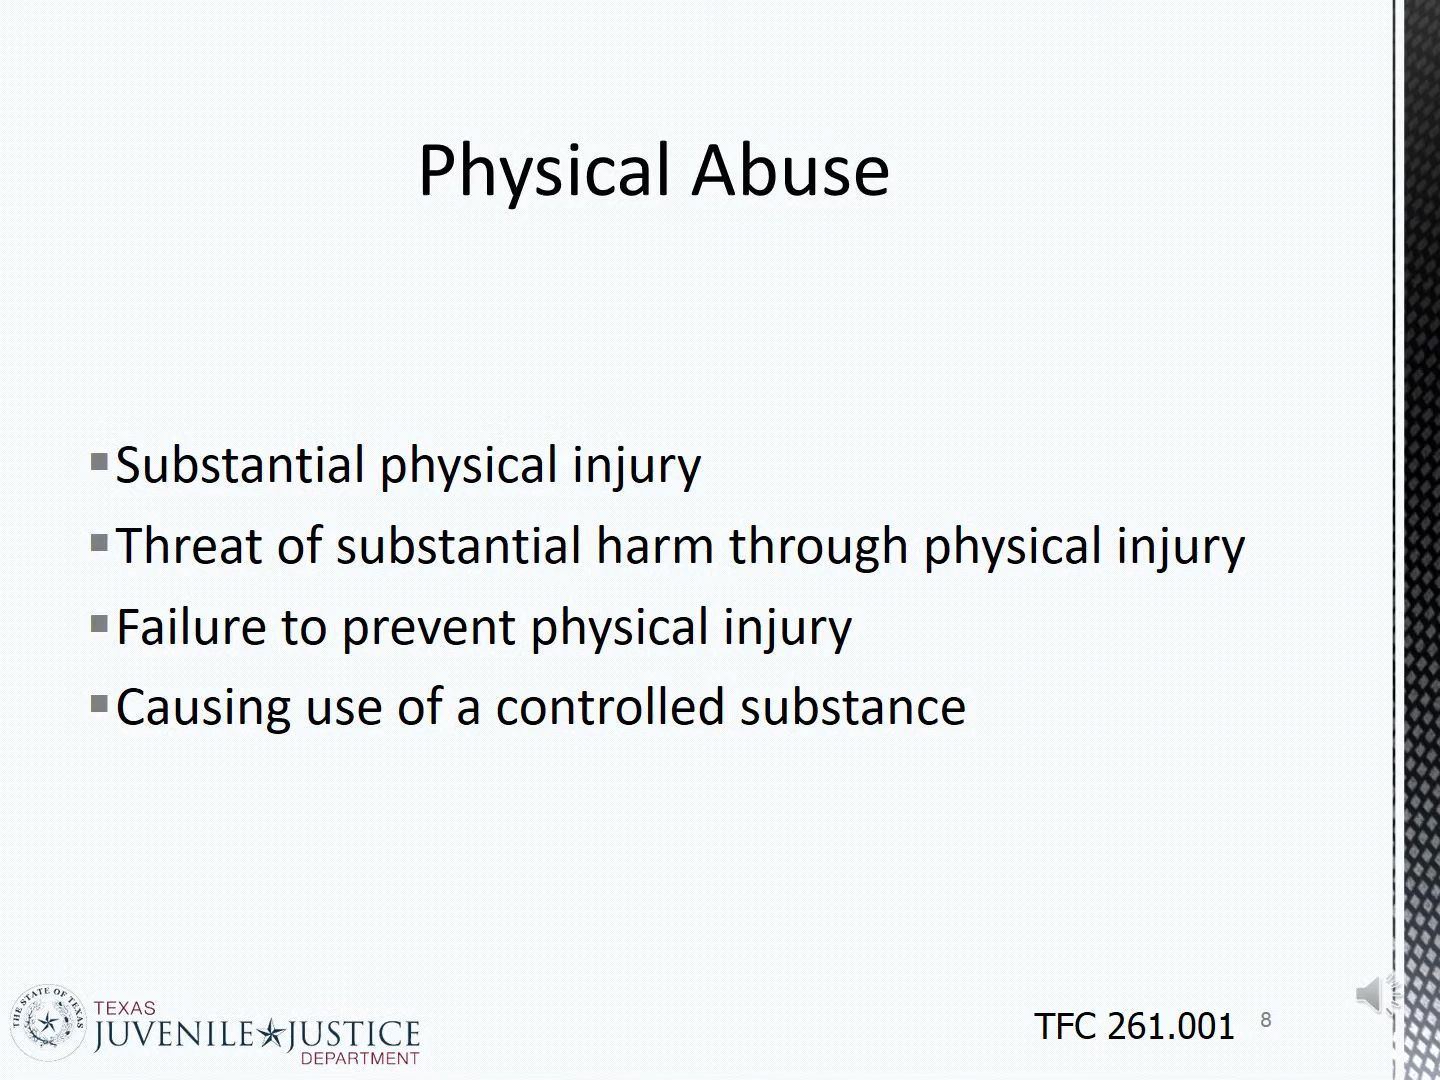 Physical Abuse
Substantial physical injury
Threat of substantial harm through physical injury
Failure to prevent physical injury
Causing use of a controlled substance
THE STATE OF TEXAS
TEXAS
JUVENILE JUSTICE
DEPARTMENT
TFC 261.001
8